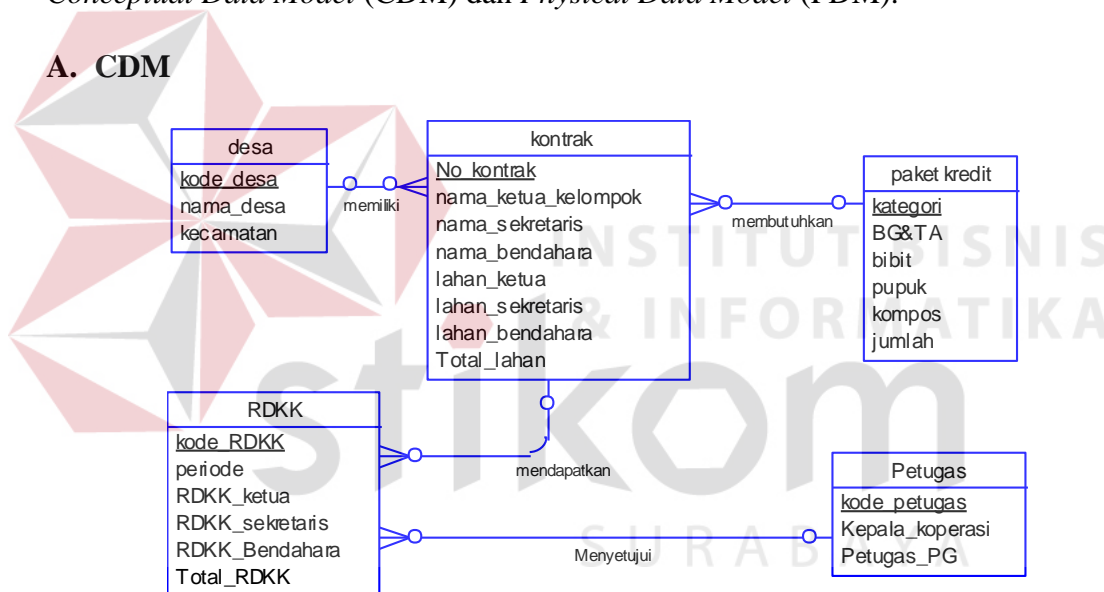 Conceptual Data Model (CDM) dan Physical Data Model (PDM).
A. CDM
desa
kode_desa
nama_desa
kecamatan
memiliki
kontrak
No_kontrak
nama_ketua_kelompok
nama_sekretaris
nama_bendahara
lahan_ketua
lahan_sekretaris
lahan_bendahara
Total_lahan
membutuhkan
paket kredit
kategori
BG&TA
bibit
pupuk
kompos
jumlah
INSTITUT BISNIS
& INFORMATIKA
stikom
SURABAYA
RDKK
kode_RDKK
periode
RDKK_ketua
RDKK_sekretaris
RDKK_Bendahara
Total_RDKK
mendapatkan
Menyetujui
Petugas
kode_petugas
Kepala_koperasi
Petugas_PG